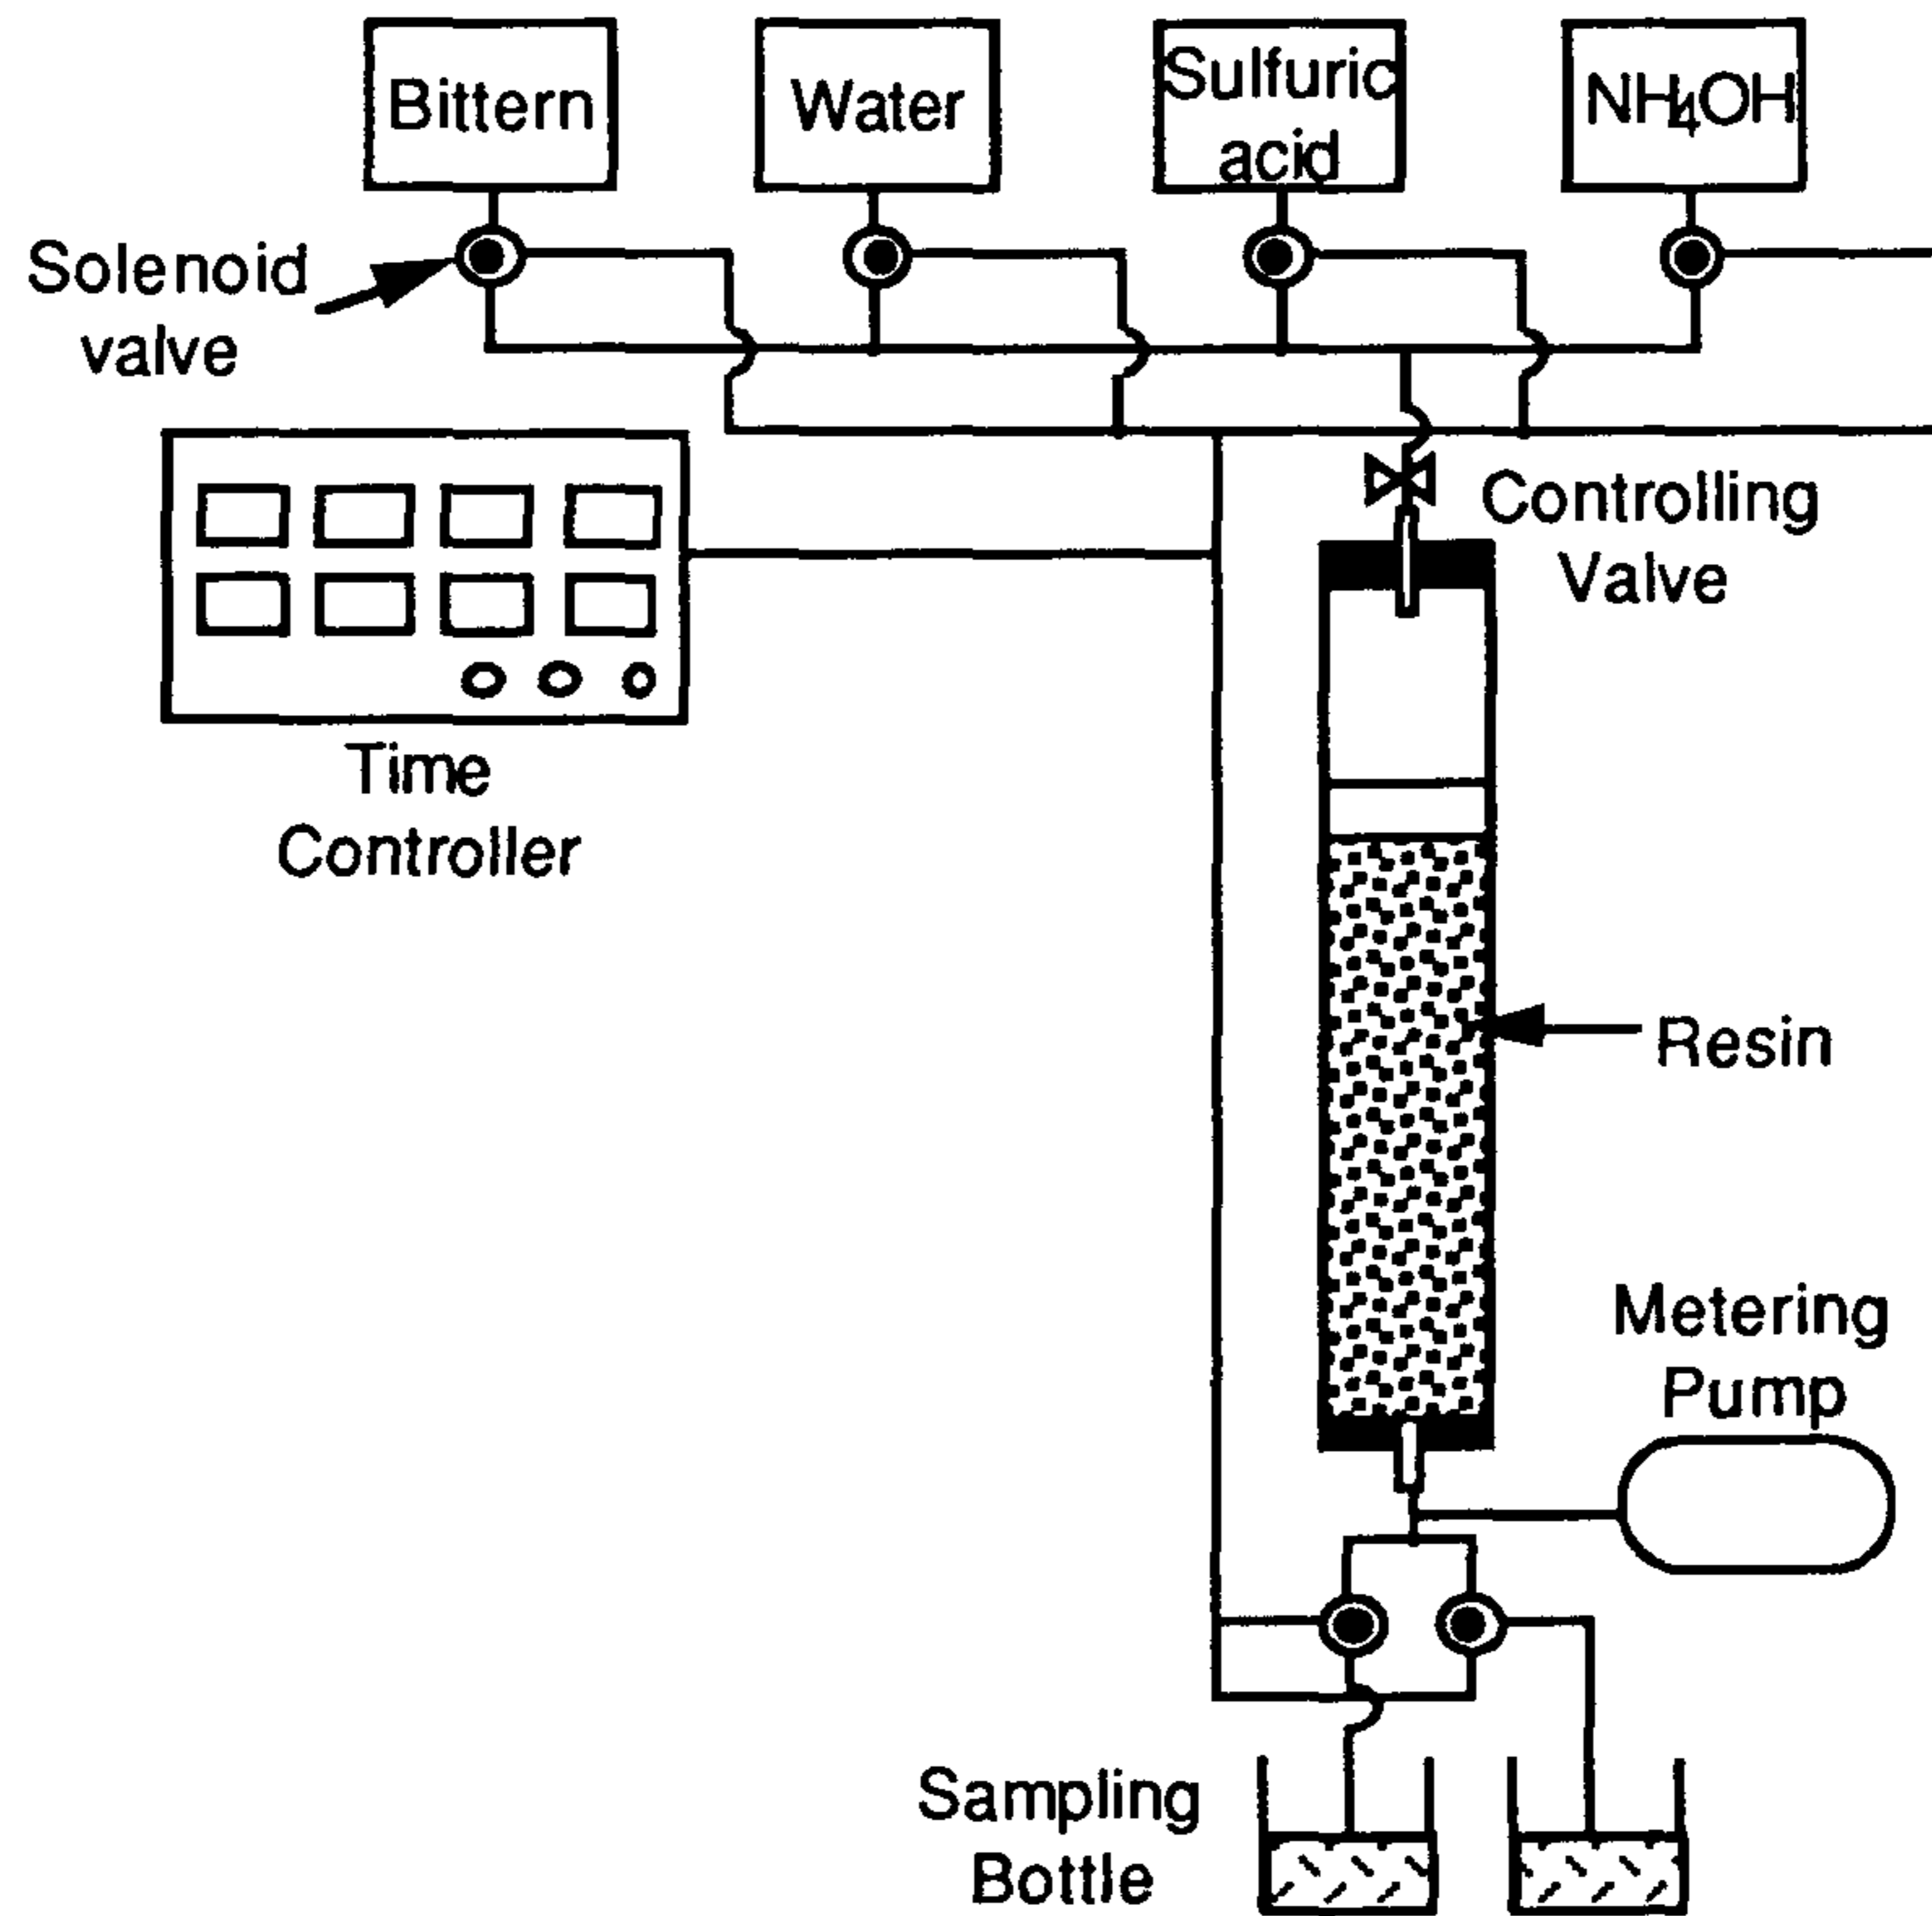 Bittern
Water
Sulfuric
acid
NH4OH
Solenoid
valve
Controlling
Valve
Time
Controller
Resin
Metering
Pump
Sampling
Bottle